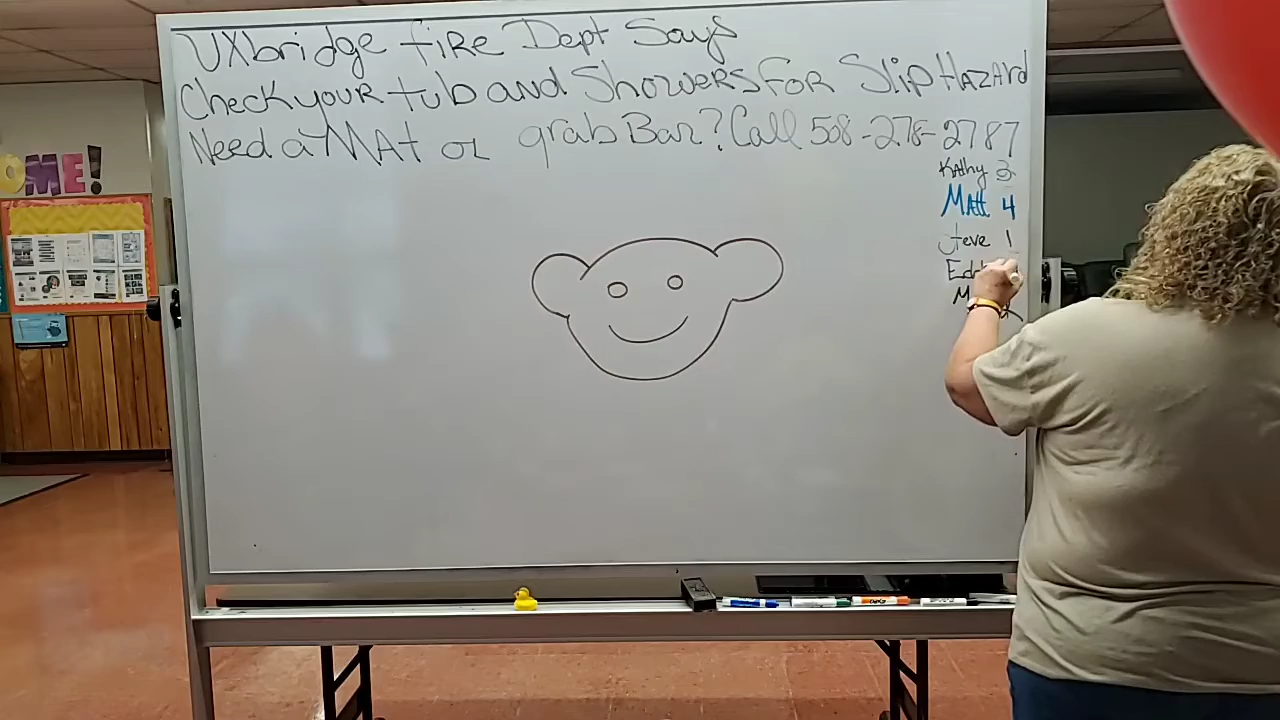 UXbridge fire Dept Says
Check your tub and Showers For Slip Hazard
Need a MAt or grab Bar? Call 508-278-2787
OME!
Kathy 3
Matt 4
Steve 1